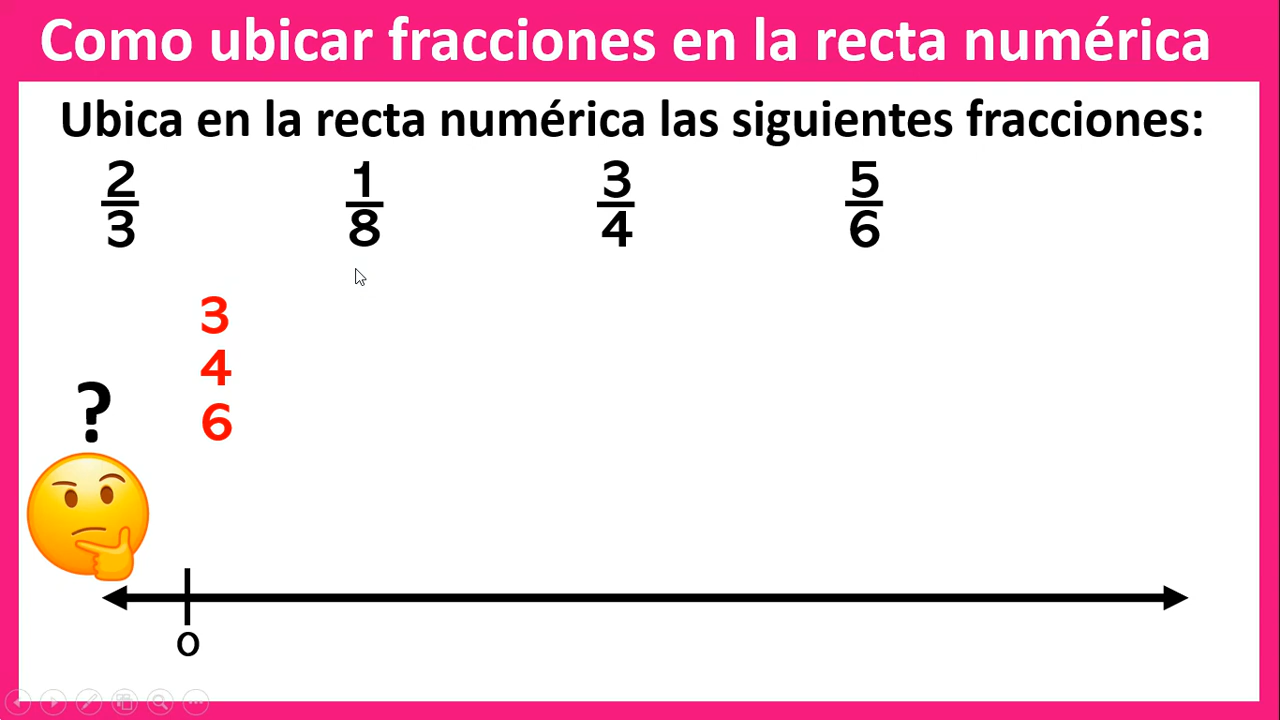 Como ubicar fracciones en la recta numérica
Ubica en la recta numérica las siguientes fracciones:
2/3 1/8 3/4 5/6
3
4
?
6
0